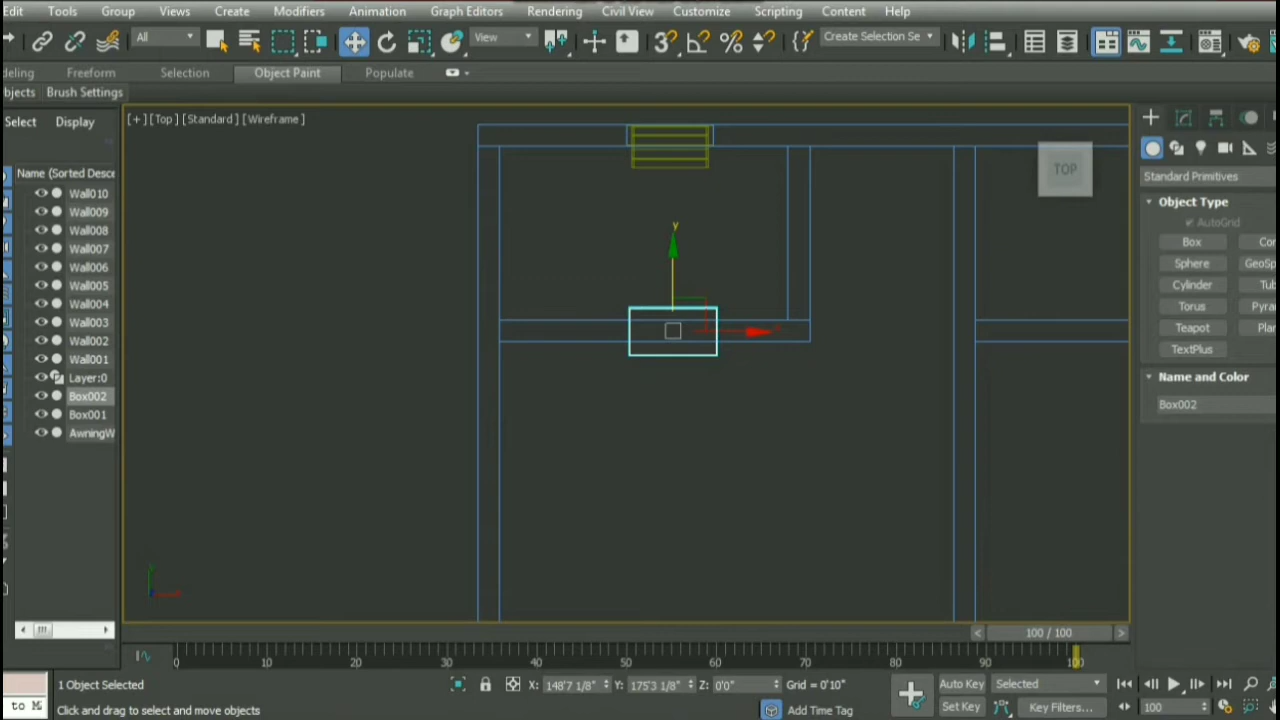 Edit Tools Group Views Create Modifiers Animation Graph Editors Rendering Civil View Customize Scripting Content Help
All View Create Selection Se
deling Freeform Selection Object Paint Populate
bjects Brush Settings
Select Display
[+] [Top] [Standard] [Wireframe]
Name (Sorted Desce
Wall010
Wall009
Wall008
Wall007
Wall006
Wall005
Wall004
Wall003
Wall002
Wall001
Layer:0
Box002
Box001
AwningW
y
TOP
Standard Primitives
Object Type
AutoGrid
Box Co
Sphere GeoSp
Cylinder Tub
Torus Pyra
Teapot Plan
TextPlus
Name and Color
Box002
< 100 / 100 >
0 10 20 30 40 50 60 70 80 90 100
1 Object Selected X: 148'7 1/8" Y: 175'3 1/8" Z: 0'0" Grid = 0'10" Auto Key Selected
to M Click and drag to select and move objects Add Time Tag Set Key Key Filters... 100